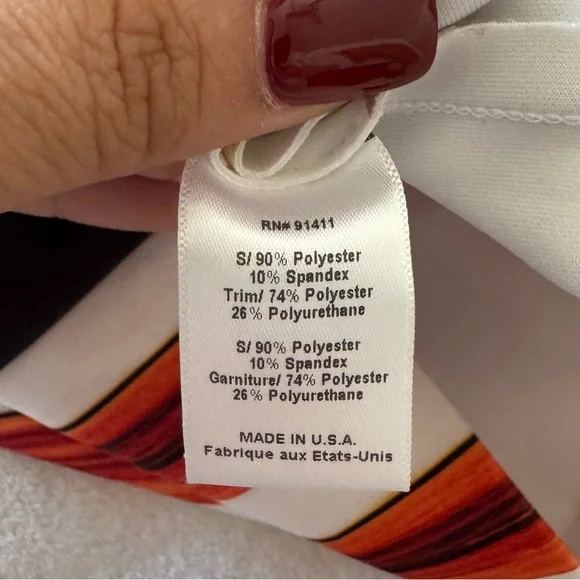 RN# 91411
S/ 90% Polyester
10% Spandex
Trim/ 74% Polyester
26% Polyurethane
S/ 90% Polyester
10% Spandex
Garniture/ 74% Polyester
26% Polyurethane
MADE IN U.S.A.
Fabrique aux Etats-Unis